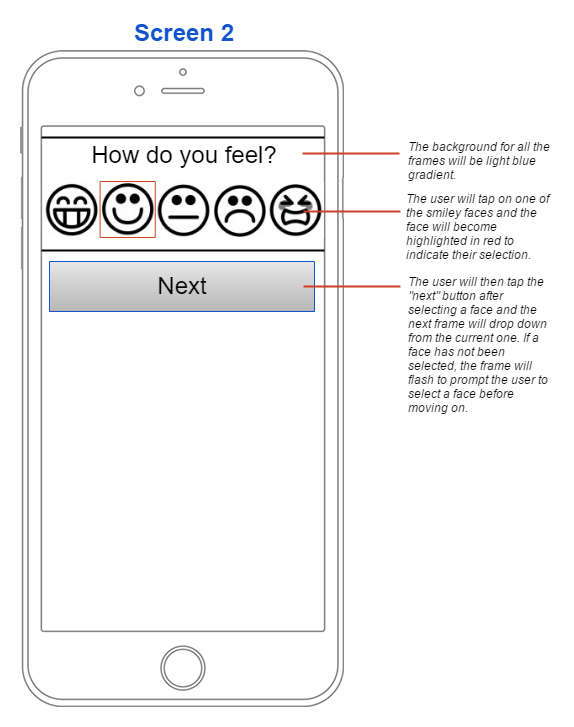 Screen 2
How do you feel?
Next
The background for all the
frames will be light blue
gradient.
The user will tap on one of
the smiley faces and the
face will become
highlighted in red to
indicate their selection.
The user will then tap the
"next" button after
selecting a face and the
next frame will drop down
from the current one. If a
face has not been
selected, the frame will
flash to prompt the user to
select a face before
moving on.